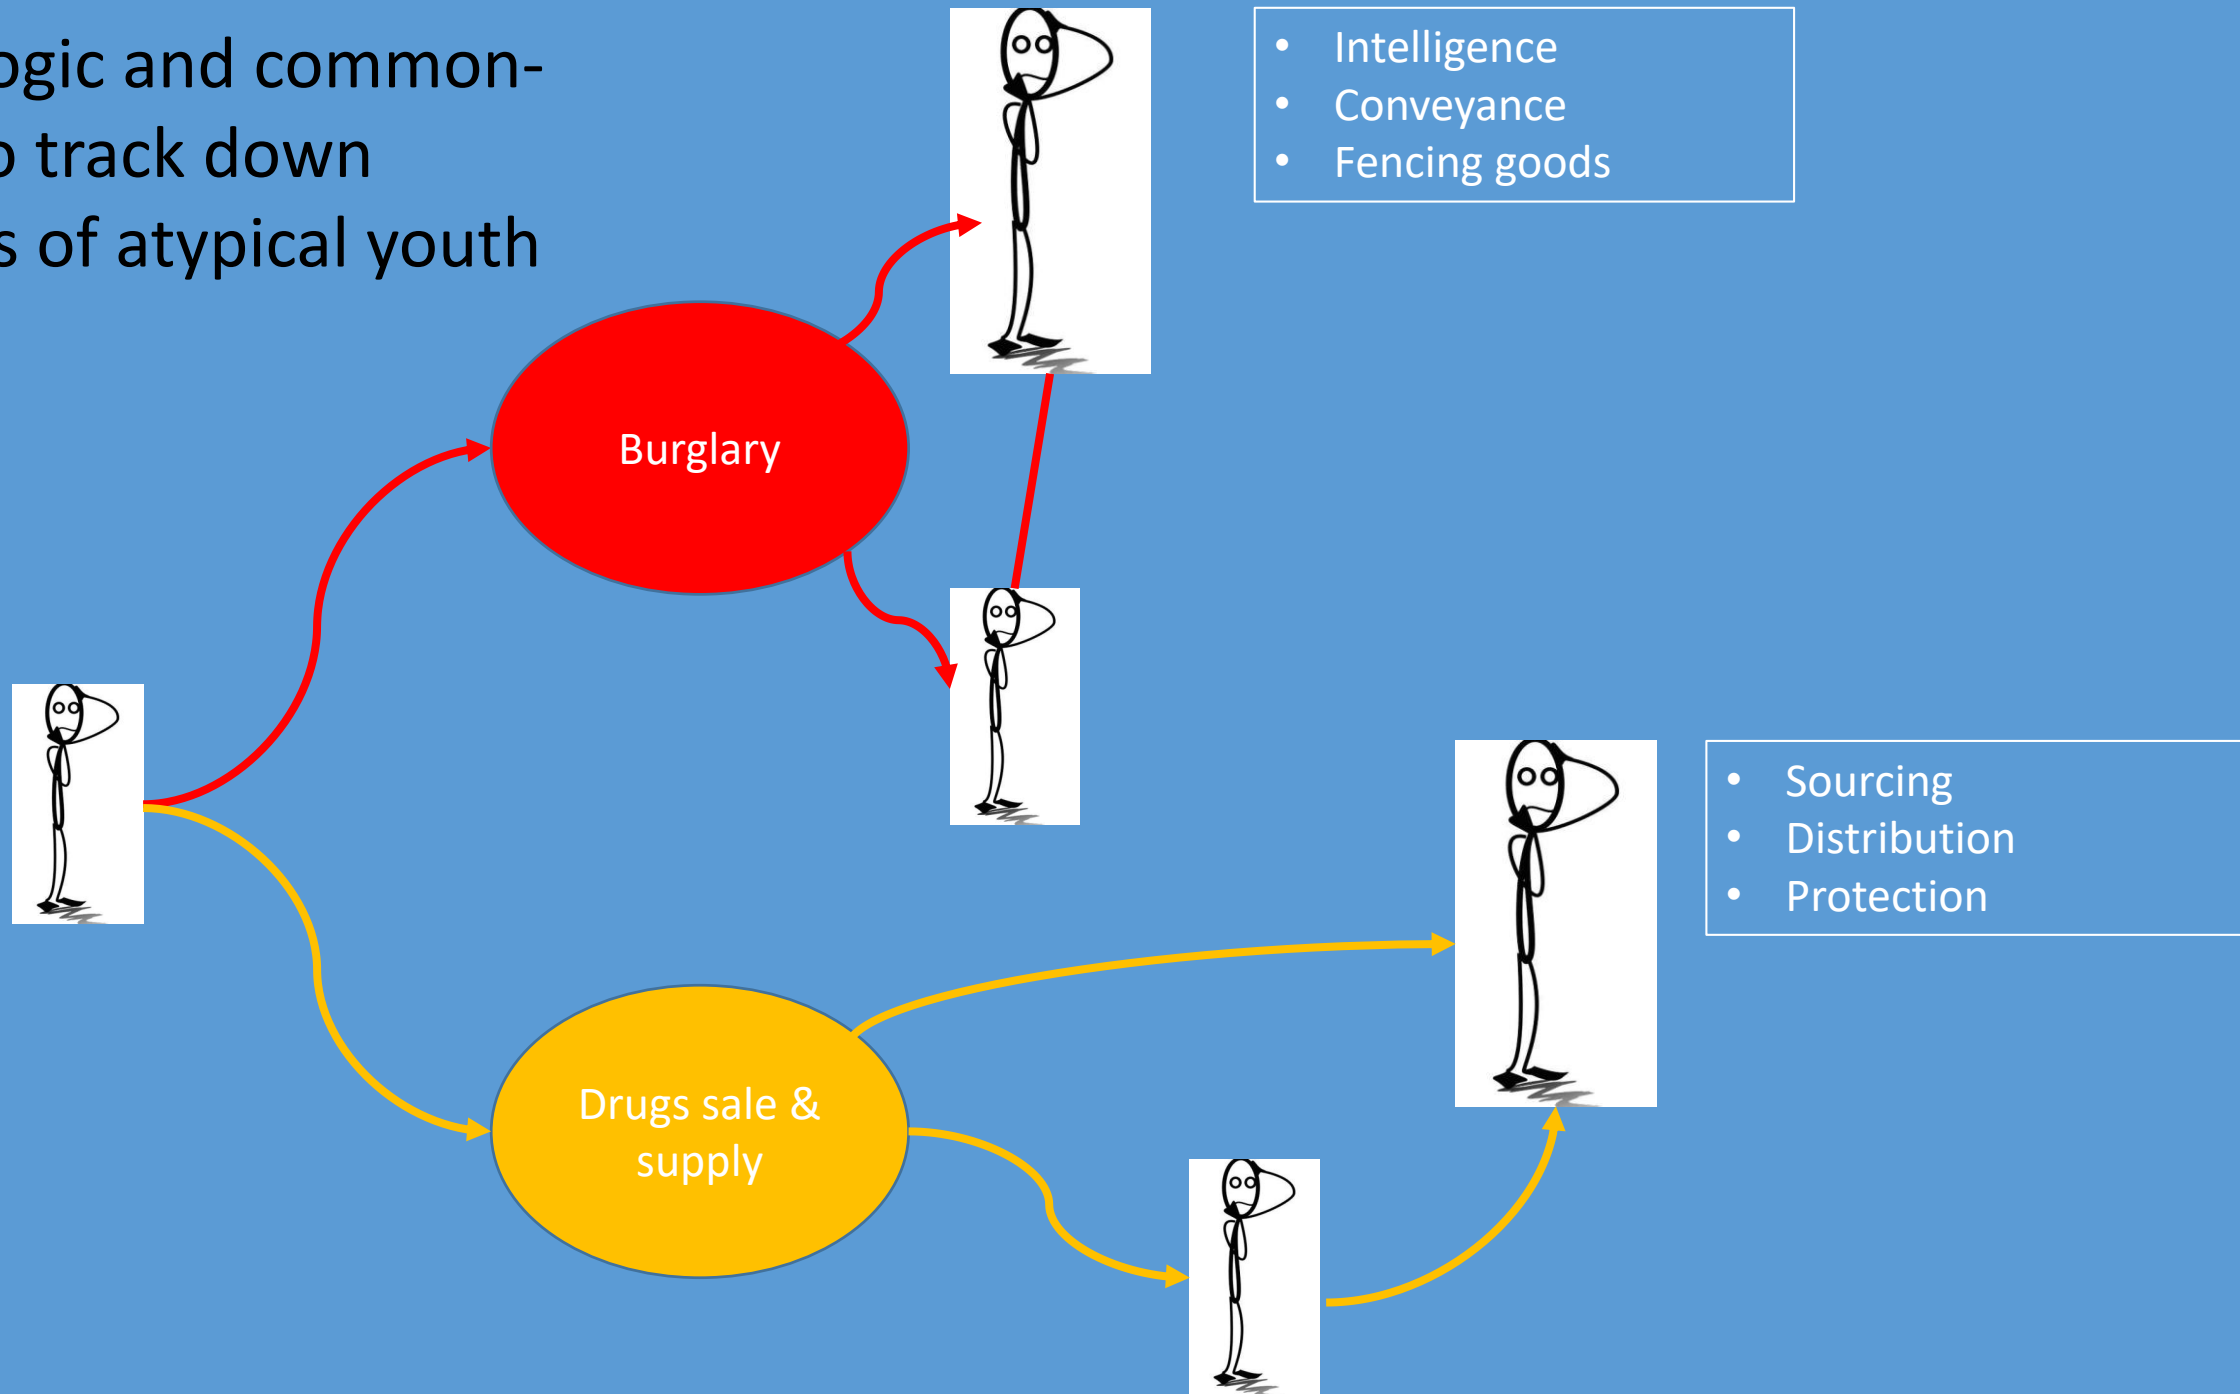 ogic and common-
o track down
s of atypical youth
• Intelligence
• Conveyance
• Fencing goods
Burglary
• Sourcing
• Distribution
• Protection
Drugs sale &
supply